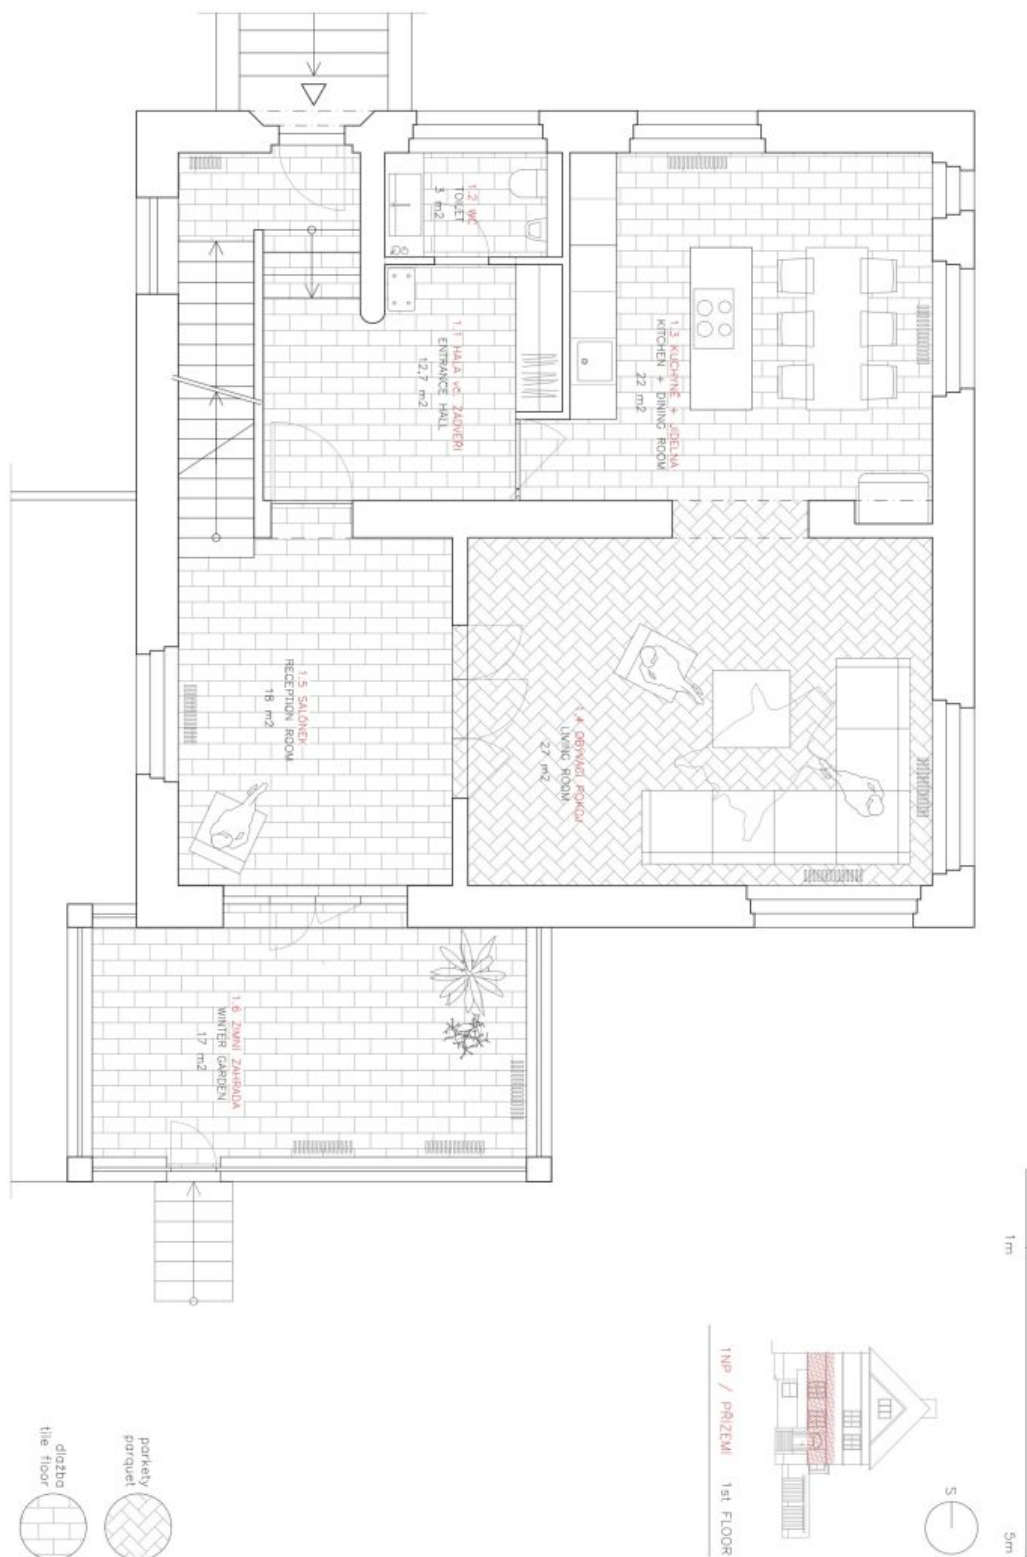 1.1 HALA vč. ZÁDVEŘÍ
ENTRANCE HALL
12,7 m2
1.2 WC
TOILET
3 m2
1.3 KUCHYNĚ + JÍDELNA
KITCHEN + DINING ROOM
22 m2
1.4 OBÝVACÍ POKOJ
LIVING ROOM
27 m2
1.5 SALÓNEK
RECEPTION ROOM
18 m2
1.6 ZIMNÍ ZAHRADA
WINTER GARDEN
17 m2
1m
5m
S
1NP / PŘÍZEMÍ 1st FLOOR
parkety
parquet
dlažba
tile floor